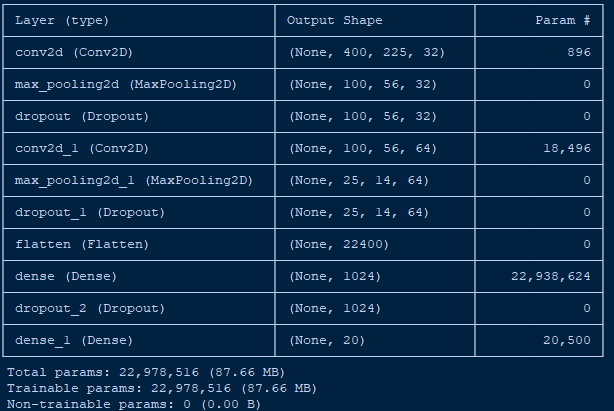 Layer (type) Output Shape Param #
conv2d (Conv2D) (None, 400, 225, 32) 896
max_pooling2d (MaxPooling2D) (None, 100, 56, 32) 0
dropout (Dropout) (None, 100, 56, 32) 0
conv2d_1 (Conv2D) (None, 100, 56, 64) 18,496
max_pooling2d_1 (MaxPooling2D) (None, 25, 14, 64) 0
dropout_1 (Dropout) (None, 25, 14, 64) 0
flatten (Flatten) (None, 22400) 0
dense (Dense) (None, 1024) 22,938,624
dropout_2 (Dropout) (None, 1024) 0
dense_1 (Dense) (None, 20) 20,500
Total params: 22,978,516 (87.66 MB)
Trainable params: 22,978,516 (87.66 MB)
Non-trainable params: 0 (0.00 B)